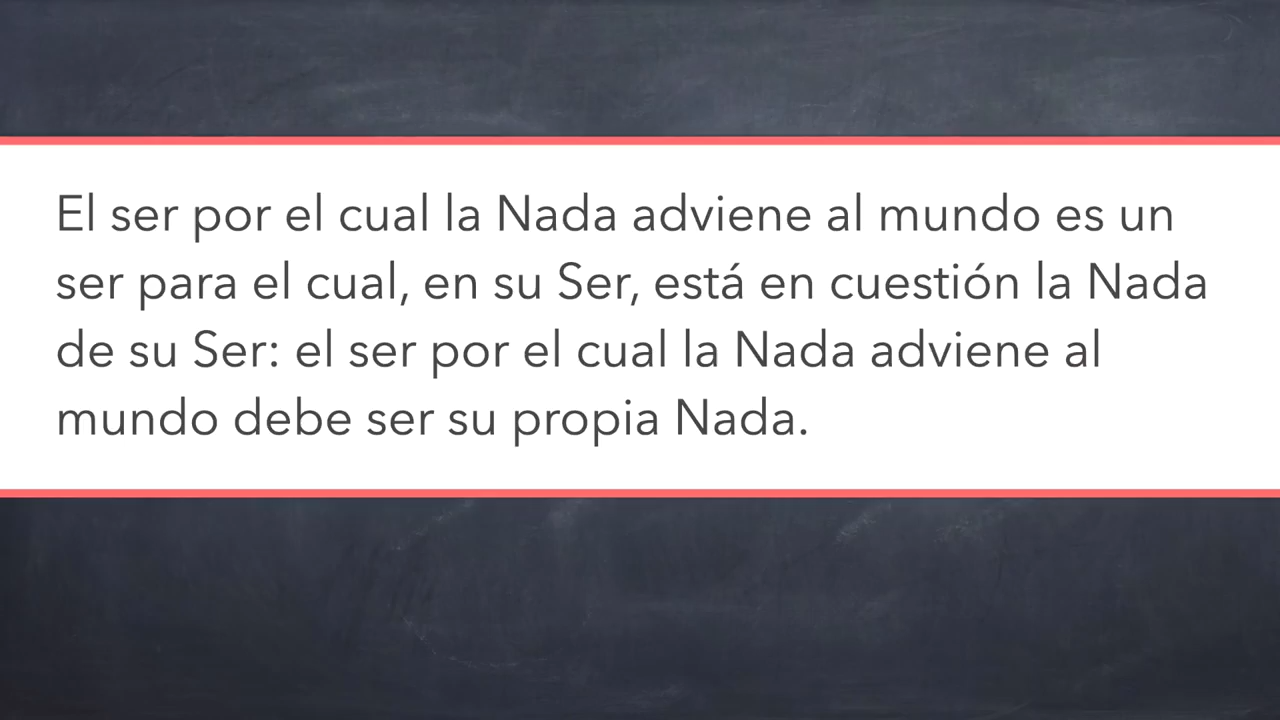 El ser por el cual la Nada adviene al mundo es un
ser para el cual, en su Ser, está en cuestión la Nada
de su Ser: el ser por el cual la Nada adviene al
mundo debe ser su propia Nada.